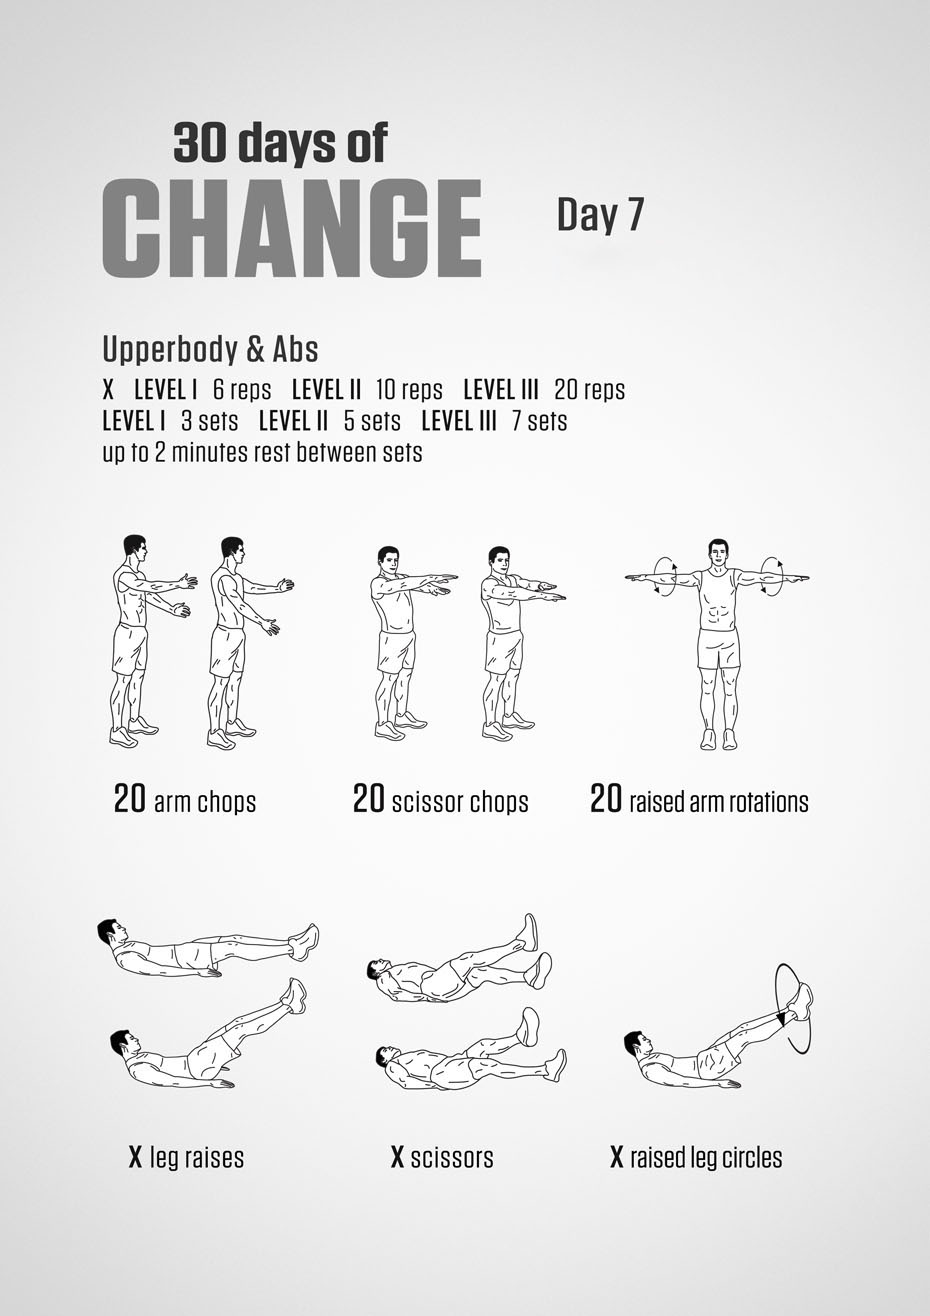 30 days of
CHANGE
Day 7
Upperbody & Abs
X LEVEL I 6 reps LEVEL II 10 reps LEVEL III 20 reps
LEVEL I 3 sets LEVEL II 5 sets LEVEL III 7 sets
up to 2 minutes rest between sets
20 arm chops
20 scissor chops
20 raised arm rotations
X leg raises
X scissors
X raised leg circles